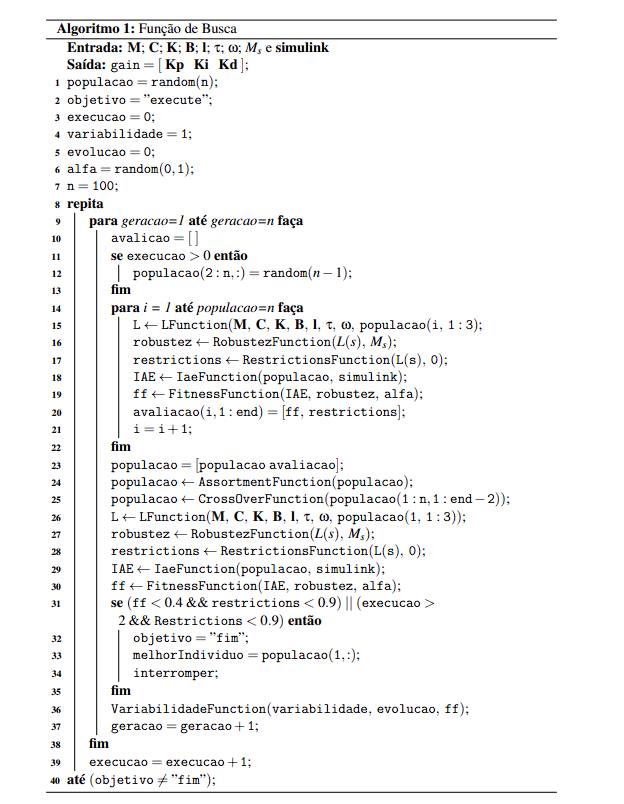 Algoritmo 1: Função de Busca
Entrada: M; C; K; B; l; τ; ω; Ms e simulink
Saída: gain = [ Kp Ki Kd ];
1 populacao = random(n);
2 objetivo = "execute";
3 execucao = 0;
4 variabilidade = 1;
5 evolucao = 0;
6 alfa = random(0,1);
7 n = 100;
8 repita
9 para geracao=1 até geracao=n faça
10 avalicao = [ ]
11 se execucao > 0 então
12 populacao(2 : n,:) = random(n − 1);
13 fim
14 para i = 1 até populacao=n faça
15 L ← LFunction(M, C, K, B, l, τ, ω, populacao(i, 1 : 3);
16 robustez ← RobustezFunction(L(s), Ms);
17 restrictions ← RestrictionsFunction(L(s), 0);
18 IAE ← IaeFunction(populacao, simulink);
19 ff ← FitnessFunction(IAE, robustez, alfa);
20 avaliacao(i,1 : end) = [ff, restrictions];
21 i = i + 1;
22 fim
23 populacao = [populacao avaliacao];
24 populacao ← AssortmentFunction(populacao);
25 populacao ← CrossOverFunction(populacao(1 : n,1 : end − 2));
26 L ← LFunction(M, C, K, B, l, τ, ω, populacao(1, 1 : 3));
27 robustez ← RobustezFunction(L(s), Ms);
28 restrictions ← RestrictionsFunction(L(s), 0);
29 IAE ← IaeFunction(populacao, simulink);
30 ff ← FitnessFunction(IAE, robustez, alfa);
31 se (ff < 0.4 && restrictions < 0.9) || (execucao >
2 && Restrictions < 0.9) então
32 objetivo = "fim";
33 melhorIndividuo = populacao(1,:);
34 interromper;
35 fim
36 VariabilidadeFunction(variabilidade, evolucao, ff);
37 geracao = geracao + 1;
38 fim
39 execucao = execucao + 1;
40 até (objetivo ≠ "fim");